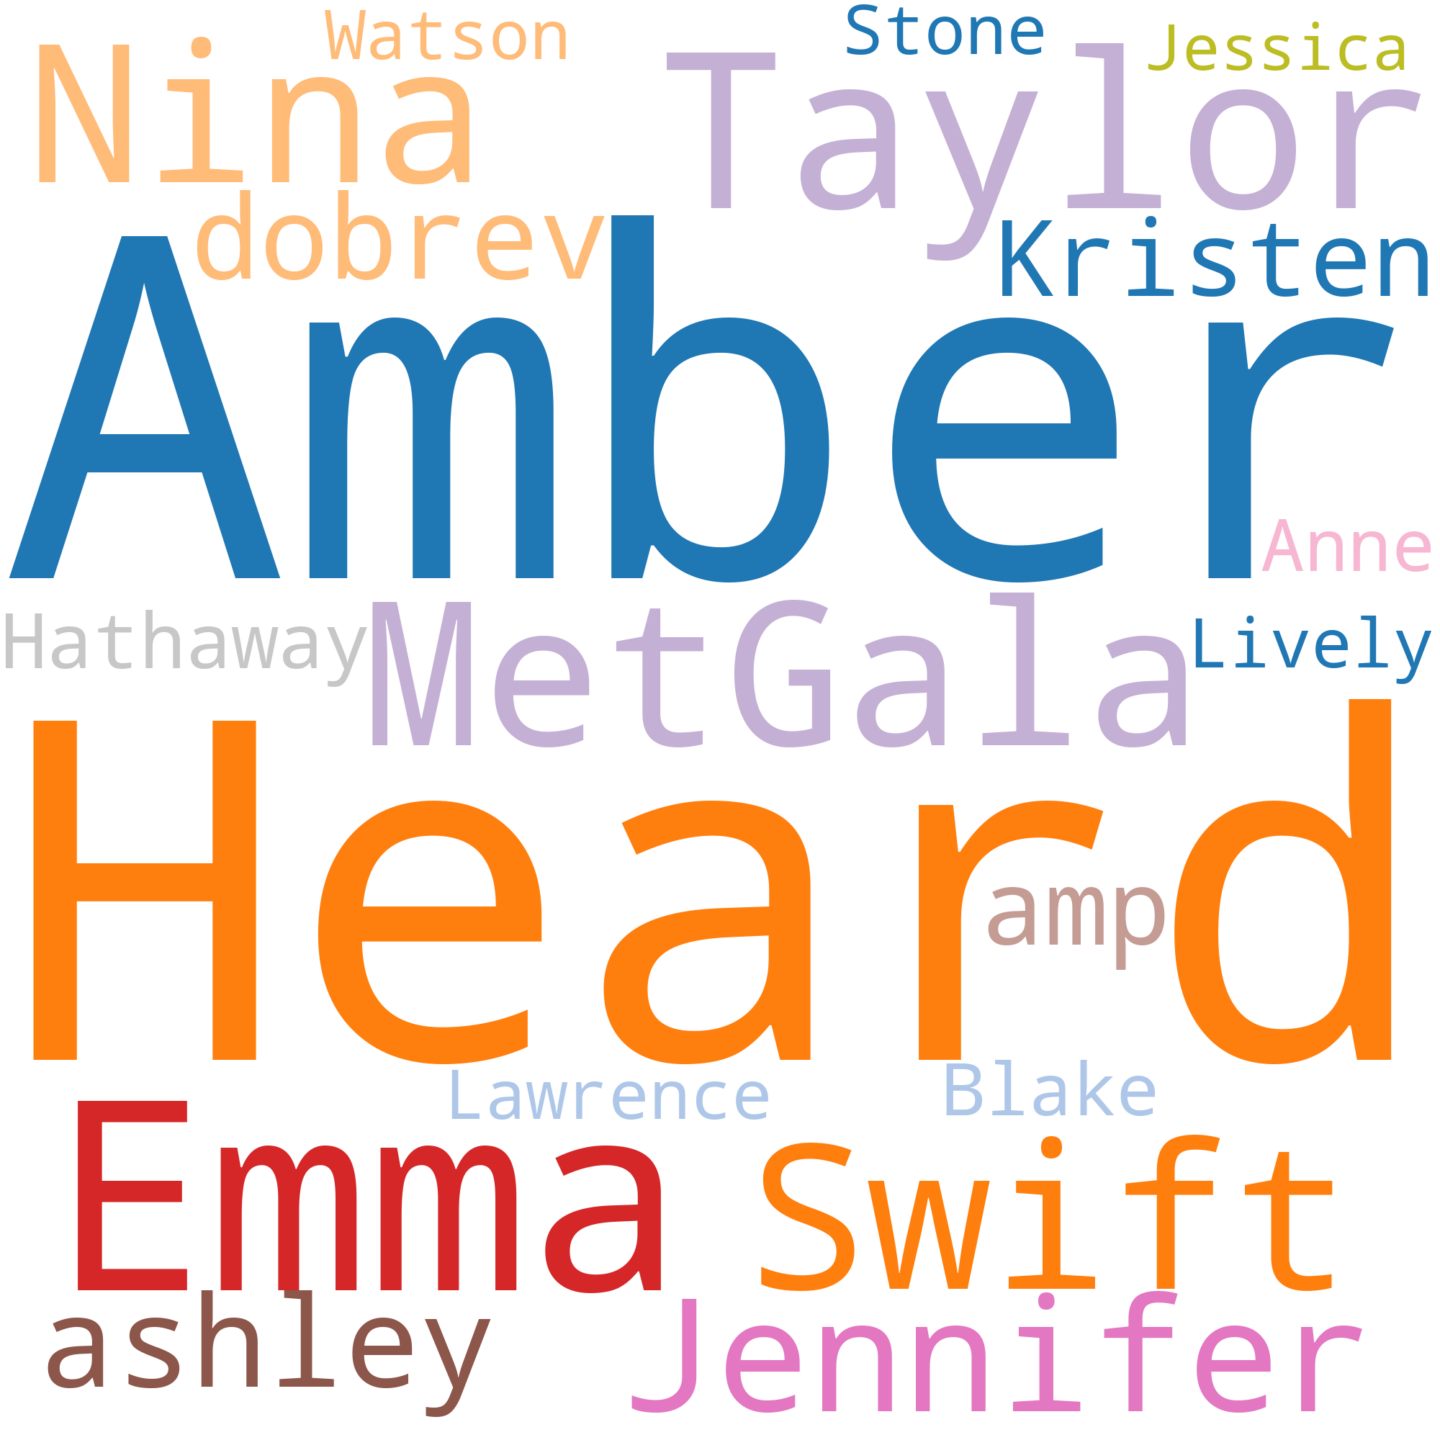 Watson
Stone
Jessica
Nina
Taylor
dobrev
Kristen
Amber
Anne
Hathaway
MetGala
Lively
Heard
amp
Lawrence
Blake
Emma
Swift
ashley
Jennifer